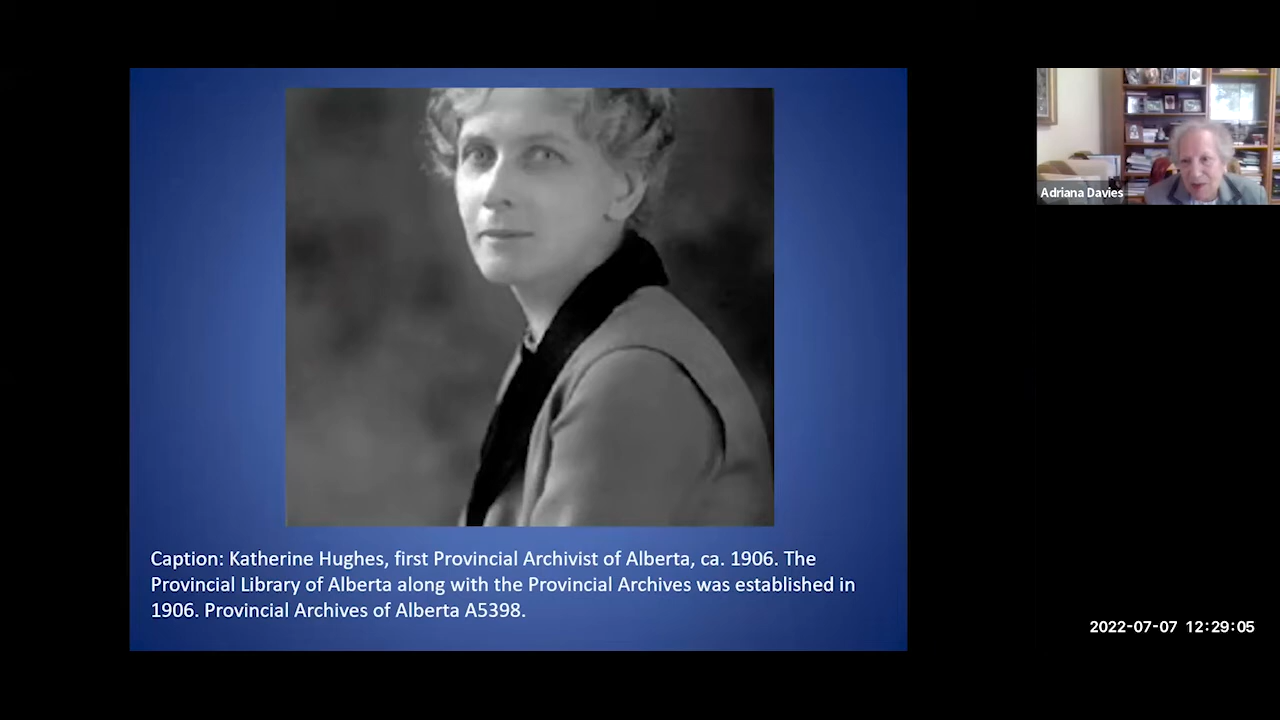 Adriana Davies
Caption: Katherine Hughes, first Provincial Archivist of Alberta, ca. 1906. The
Provincial Library of Alberta along with the Provincial Archives was established in
1906. Provincial Archives of Alberta A5398.
2022-07-07 12:29:05